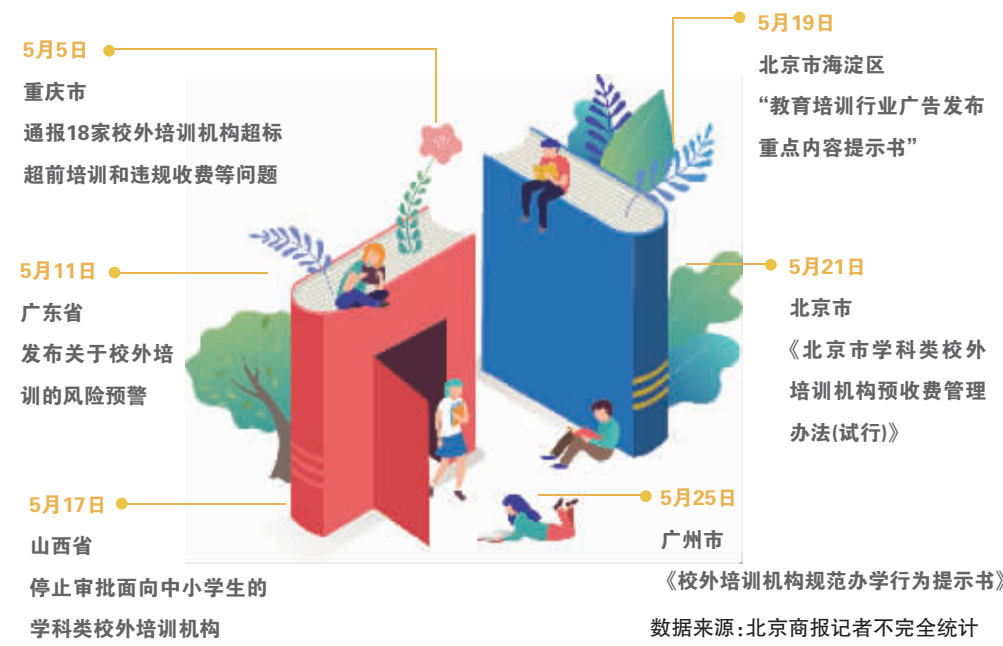 5月5日
重庆市
通报18家校外培训机构超标
超前培训和违规收费等问题
5月11日
广东省
发布关于校外培
训的风险预警
5月17日
山西省
停止审批面向中小学生的
学科类校外培训机构
5月19日
北京市海淀区
“教育培训行业广告发布
重点内容提示书”
5月21日
北京市
《北京市学科类校外
培训机构预收费管理
办法(试行)》
5月25日
广州市
《校外培训机构规范办学行为提示书》
数据来源:北京商报记者不完全统计